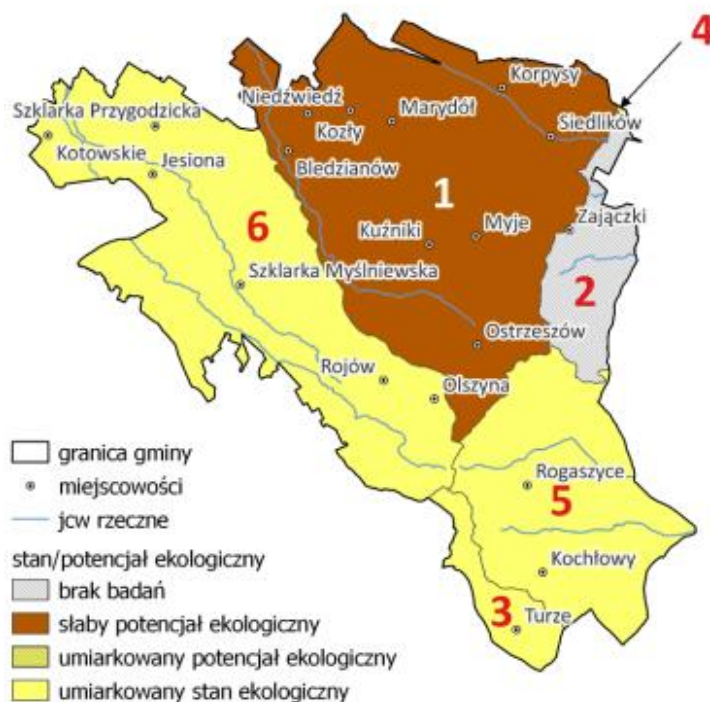 4
Korpysy
Niedźwiedź
Marydół
Szklarka Przygodzicka
Siedlików
Kozły
Kotowskie
Jesiona
Bledzianów
1
Zajączki
6
Kuźniki
Myje
Szklarka Myślniewska
2
Ostrzeszów
Rojów
Olszyna
Rogaszyce
5
Kochłowy
3
Turze
granica gminy
miejscowości
jcw rzeczne
stan/potencjał ekologiczny
brak badań
słaby potencjał ekologiczny
umiarkowany potencjał ekologiczny
umiarkowany stan ekologiczny